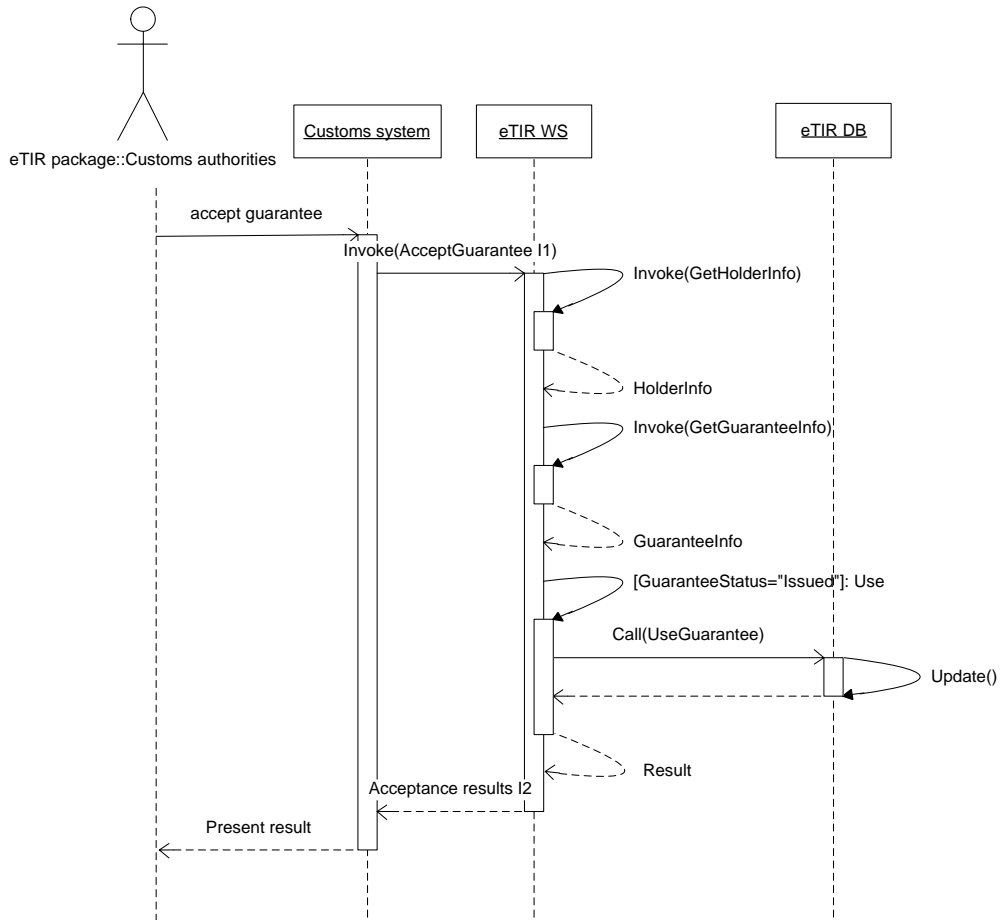 Customs system
eTIR WS
eTIR DB
eTIR package::Customs authorities
accept guarantee
Invoke(AcceptGuarantee I1)
Invoke(GetHolderInfo)
HolderInfo
Invoke(GetGuaranteeInfo)
GuaranteeInfo
[GuaranteeStatus="Issued"]: Use
Call(UseGuarantee)
Update()
Result
Acceptance results I2
Present result